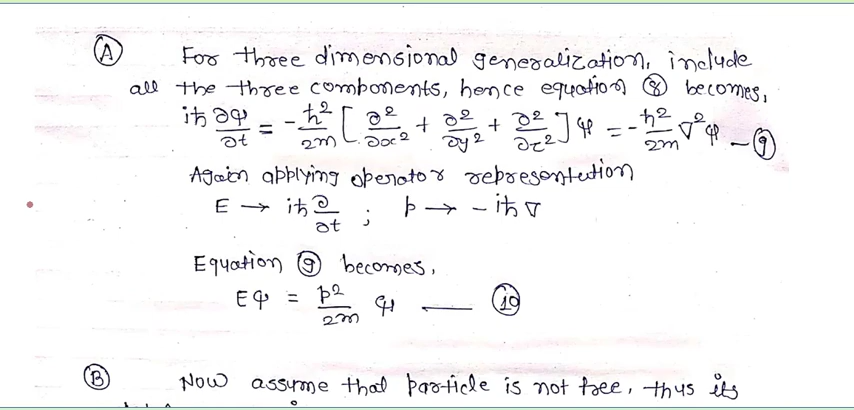 Ⓐ For three dimensional generalization, include
all the three components, hence equation ⑧ becomes,
iħ ∂ψ/∂t = -ħ²/2m [∂²/∂x² + ∂²/∂y² + ∂²/∂z²] ψ = -ħ²/2m ∇²ψ — ⑨
Again applying operator representation
E → iħ ∂/∂t ; p → -iħ∇
Equation ⑨ becomes,
Eψ = p²/2m ψ — ⑩
Ⓑ Now assume that particle is not free, thus its